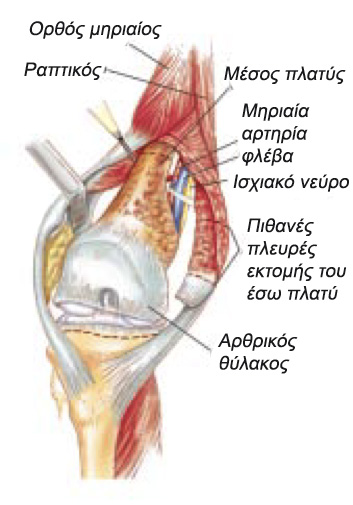 Ορθός μηριαίος
Ραπτικός
Μέσος πλατύς
Μηριαία
αρτηρία
φλέβα
Ισχιακό νεύρο
Πιθανές
πλευρές
εκτομής του
έσω πλατύ
Αρθρικός
θύλακος